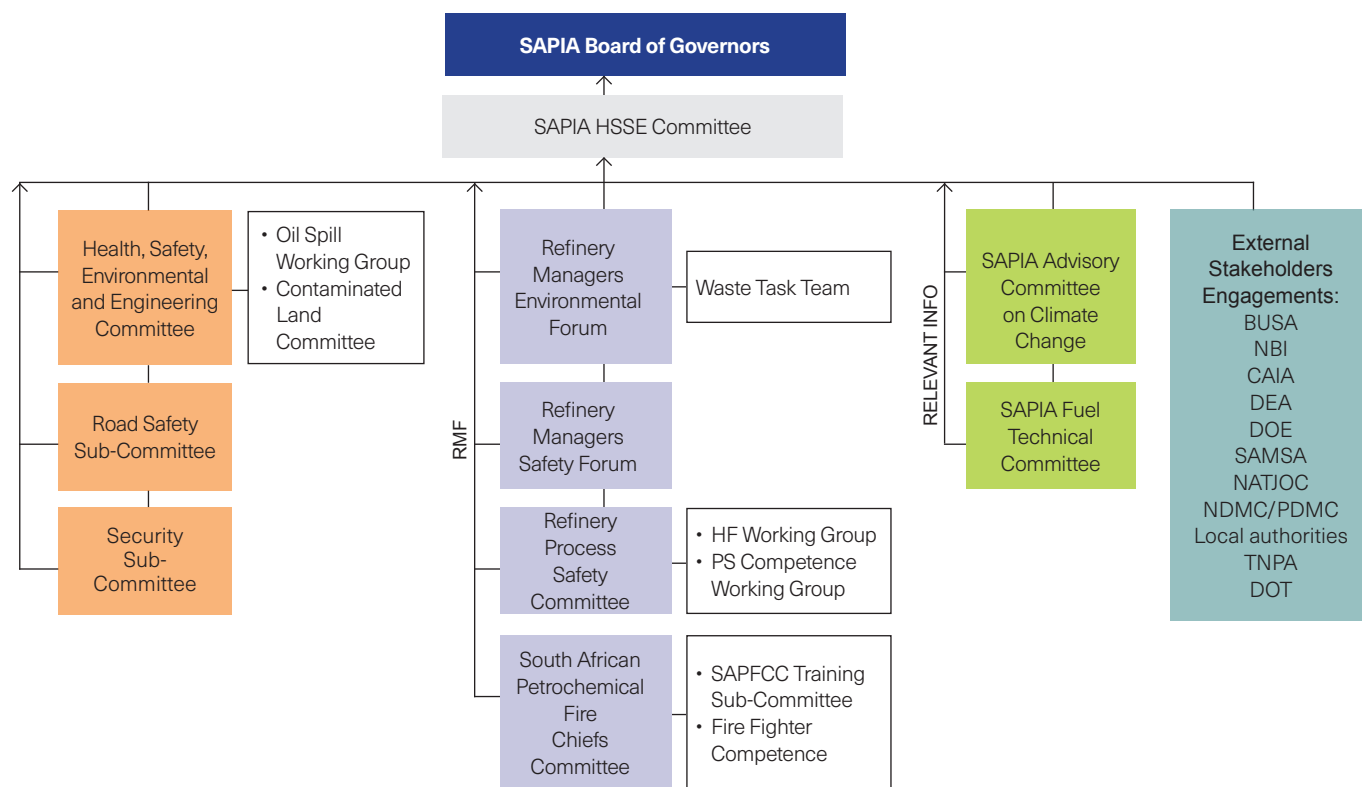 SAPIA Board of Governors
SAPIA HSSE Committee
Health, Safety,
Environmental
and Engineering
Committee
• Oil Spill
Working Group
• Contaminated
Land
Committee
Road Safety
Sub-Committee
Security
Sub-
Committee
RMF
Refinery
Managers
Environmental
Forum
Waste Task Team
Refinery
Managers
Safety Forum
Refinery
Process
Safety
Committee
• HF Working Group
• PS Competence
Working Group
South African
Petrochemical
Fire
Chiefs
Committee
• SAPFCC Training
Sub-Committee
• Fire Fighter
Competence
RELEVANT INFO
SAPIA Advisory
Committee
on Climate
Change
SAPIA Fuel
Technical
Committee
External
Stakeholders
Engagements:
BUSA
NBI
CAIA
DEA
DOE
SAMSA
NATJOC
NDMC/PDMC
Local authorities
TNPA
DOT